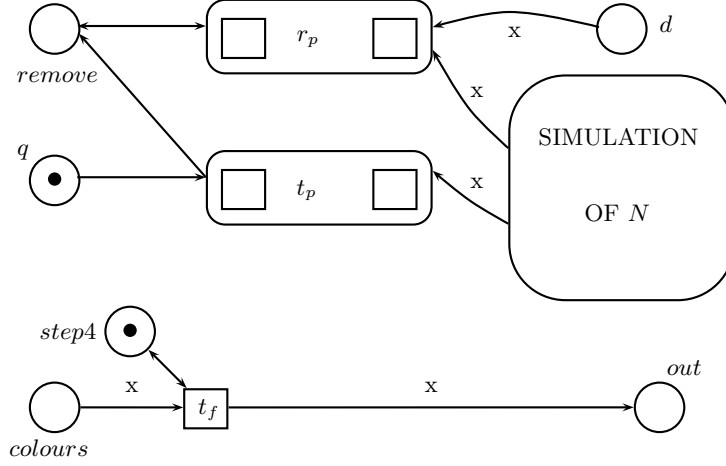 r_p
x
d
remove
x
SIMULATION
q
t_p
x
OF N
step4
x
x
out
t_f
colours